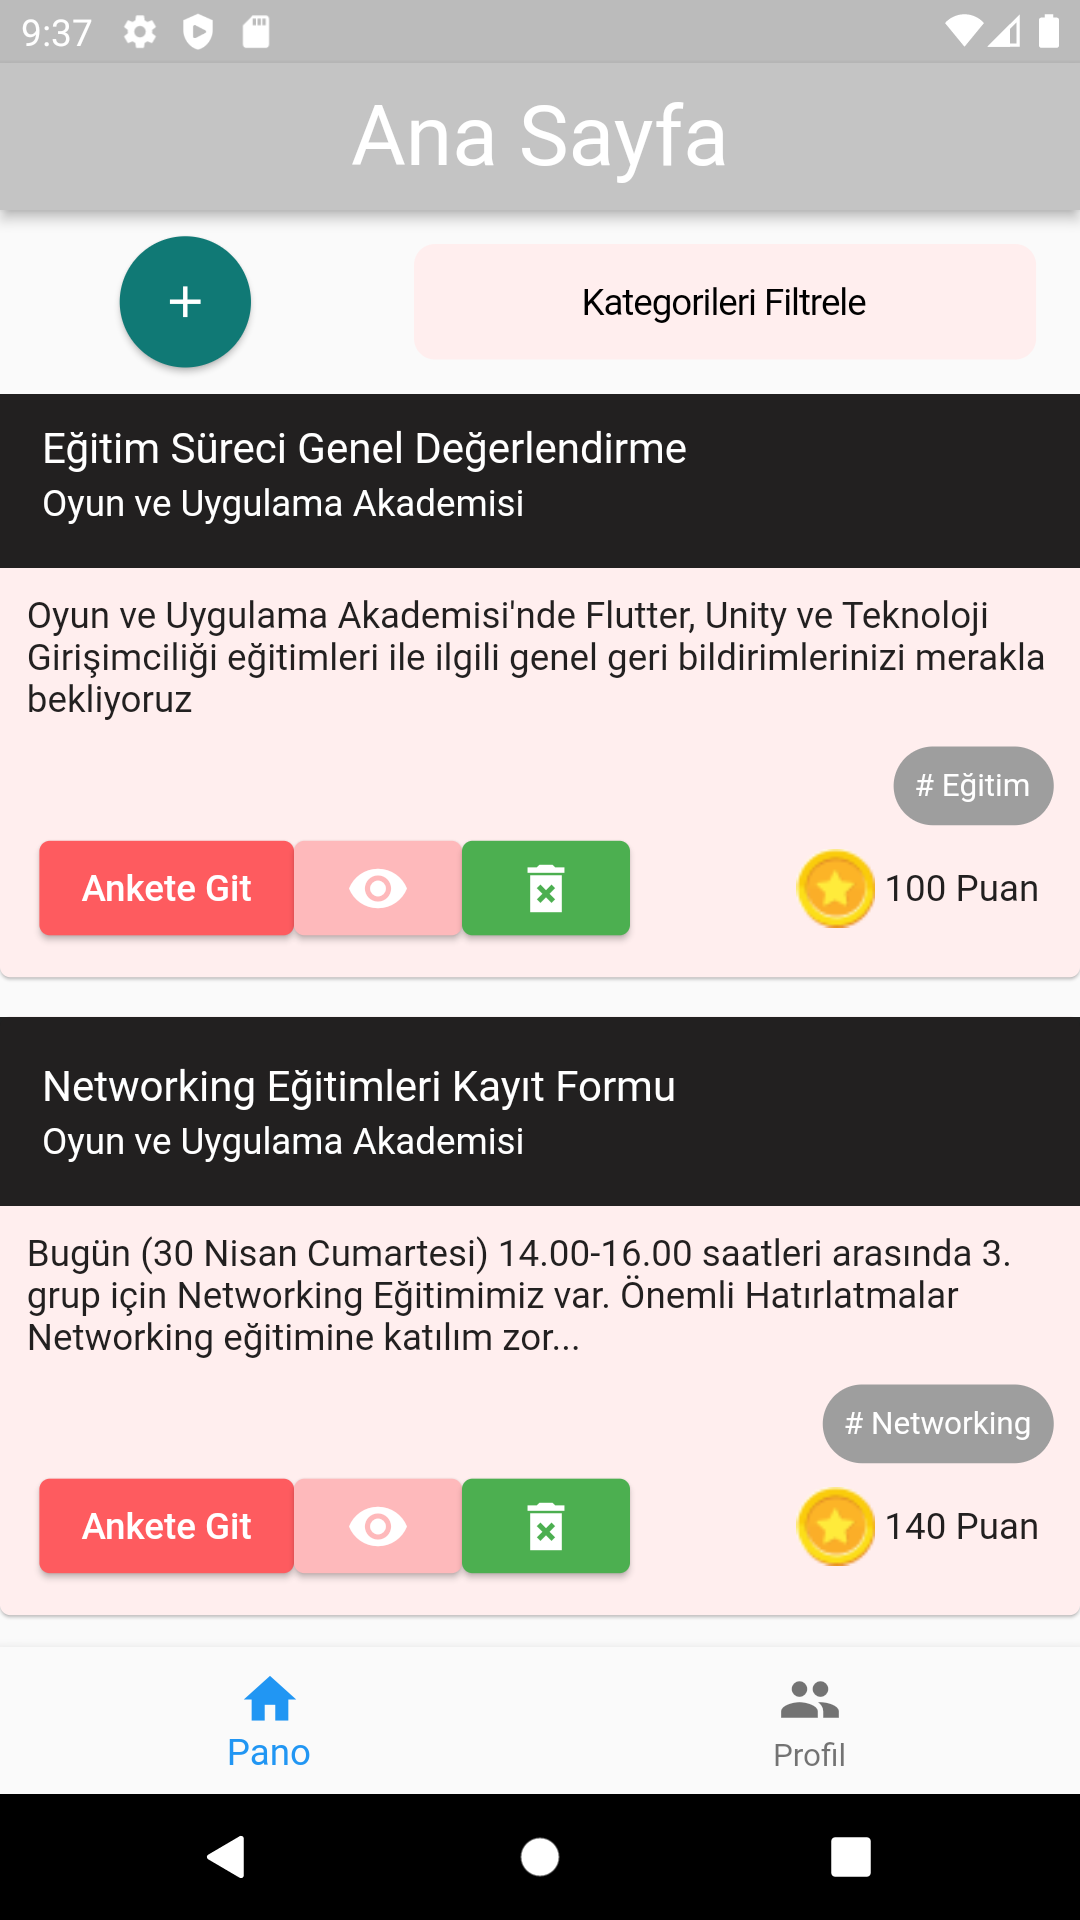 9:37
Ana Sayfa
+
Kategorileri Filtrele
Eğitim Süreci Genel Değerlendirme
Oyun ve Uygulama Akademisi
Oyun ve Uygulama Akademisi'nde Flutter, Unity ve Teknoloji
Girişimciliği eğitimleri ile ilgili genel geri bildirimlerinizi merakla
bekliyoruz
# Eğitim
Ankete Git
100 Puan
Networking Eğitimleri Kayıt Formu
Oyun ve Uygulama Akademisi
Bugün (30 Nisan Cumartesi) 14.00-16.00 saatleri arasında 3.
grup için Networking Eğitimimiz var. Önemli Hatırlatmalar
Networking eğitimine katılım zor...
# Networking
Ankete Git
140 Puan
Pano
Profil